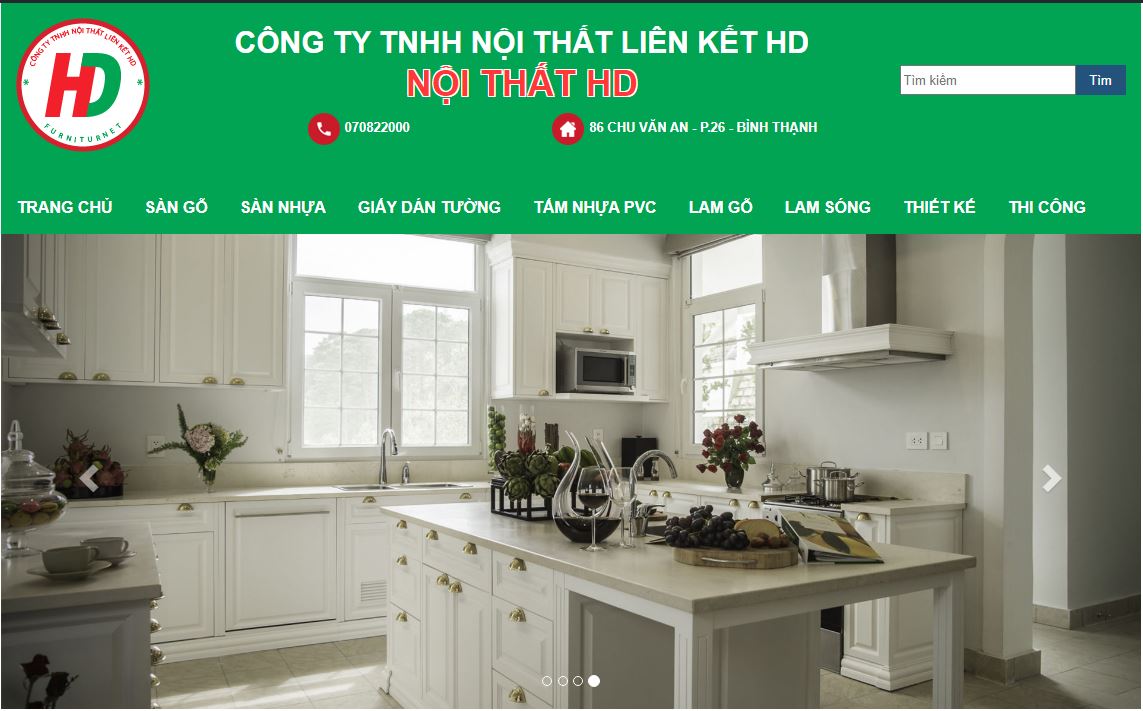 CÔNG TY TNHH NỘI THẤT LIÊN KẾT HD
HD
FURNITURNET
CÔNG TY TNHH NỘI THẤT LIÊN KẾT HD
NỘI THẤT HD
070822000
86 CHU VĂN AN - P.26 - BÌNH THẠNH
Tìm kiếm
Tìm
TRANG CHỦ
SÀN GỖ
SÀN NHỰA
GIẤY DÁN TƯỜNG
TẤM NHỰA PVC
LAM GỖ
LAM SÓNG
THIẾT KẾ
THI CÔNG